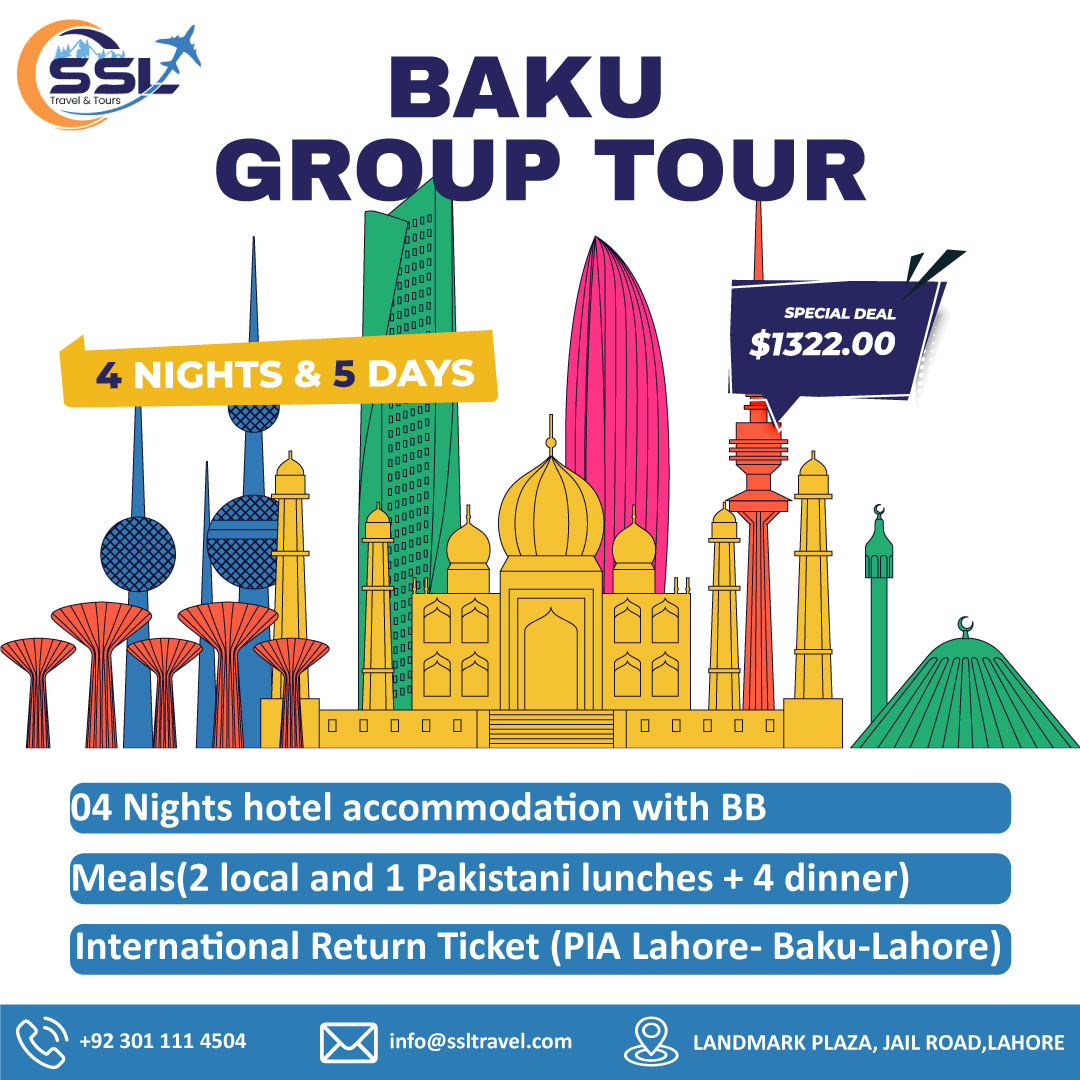 SSL
Travel & Tours
BAKU
GROUP TOUR
SPECIAL DEAL
$1322.00
4 NIGHTS & 5 DAYS
04 Nights hotel accommodation with BB
Meals(2 local and 1 Pakistani lunches + 4 dinner)
International Return Ticket (PIA Lahore- Baku-Lahore)
+92 301 111 4504
info@ssltravel.com
LANDMARK PLAZA, JAIL ROAD,LAHORE